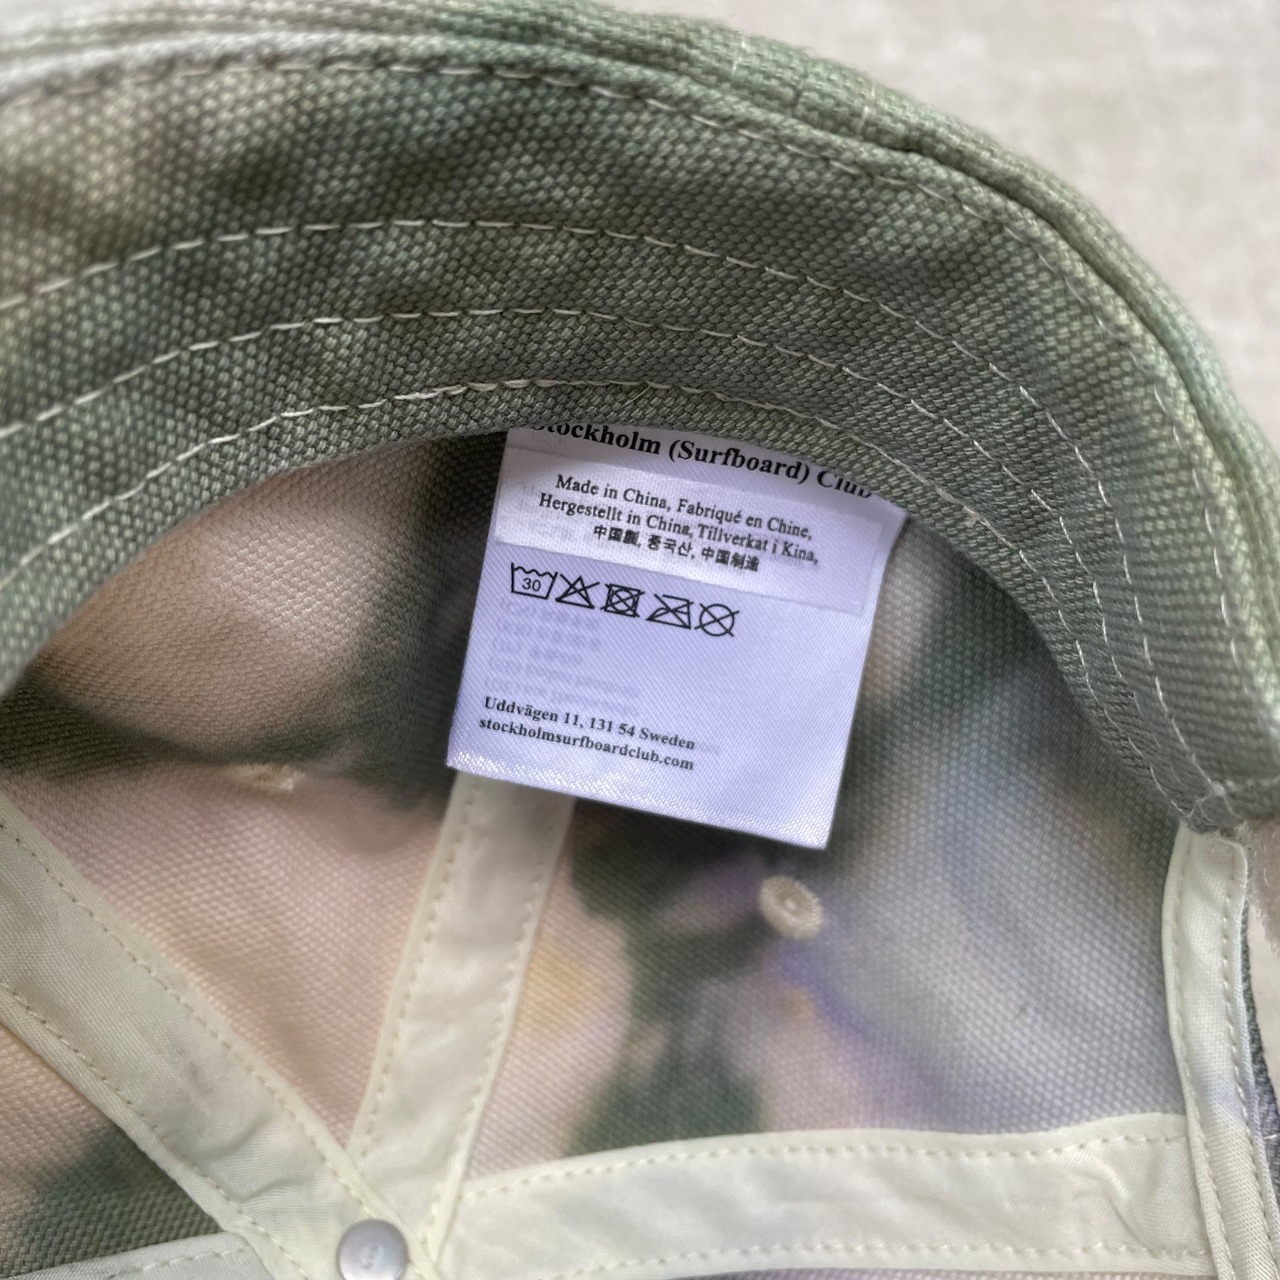 Stockholm (Surfboard) Club
Made in China, Fabriqué en Chine,
Hergestellt in China, Tillverkat i Kina,
中国製, 중국산, 中国制造
30
Uddvägen 11, 131 54 Sweden
stockholmsurfboardclub.com